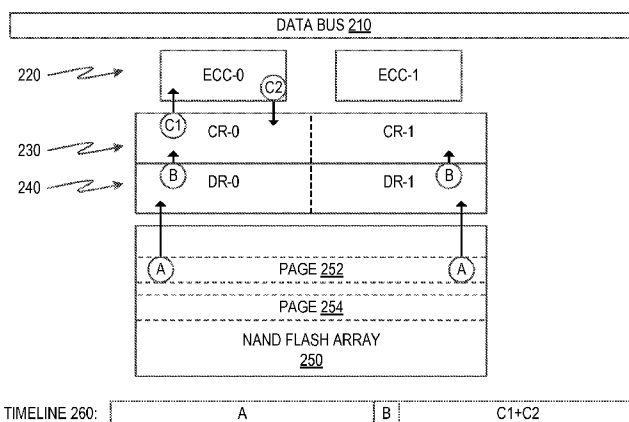 DATA BUS 210
220
ECC-0
ECC-1
C2
C1
CR-0
CR-1
230
B
B
240
DR-0
DR-1
A
PAGE 252
A
PAGE 254
NAND FLASH ARRAY
250
TIMELINE 260: A B C1+C2